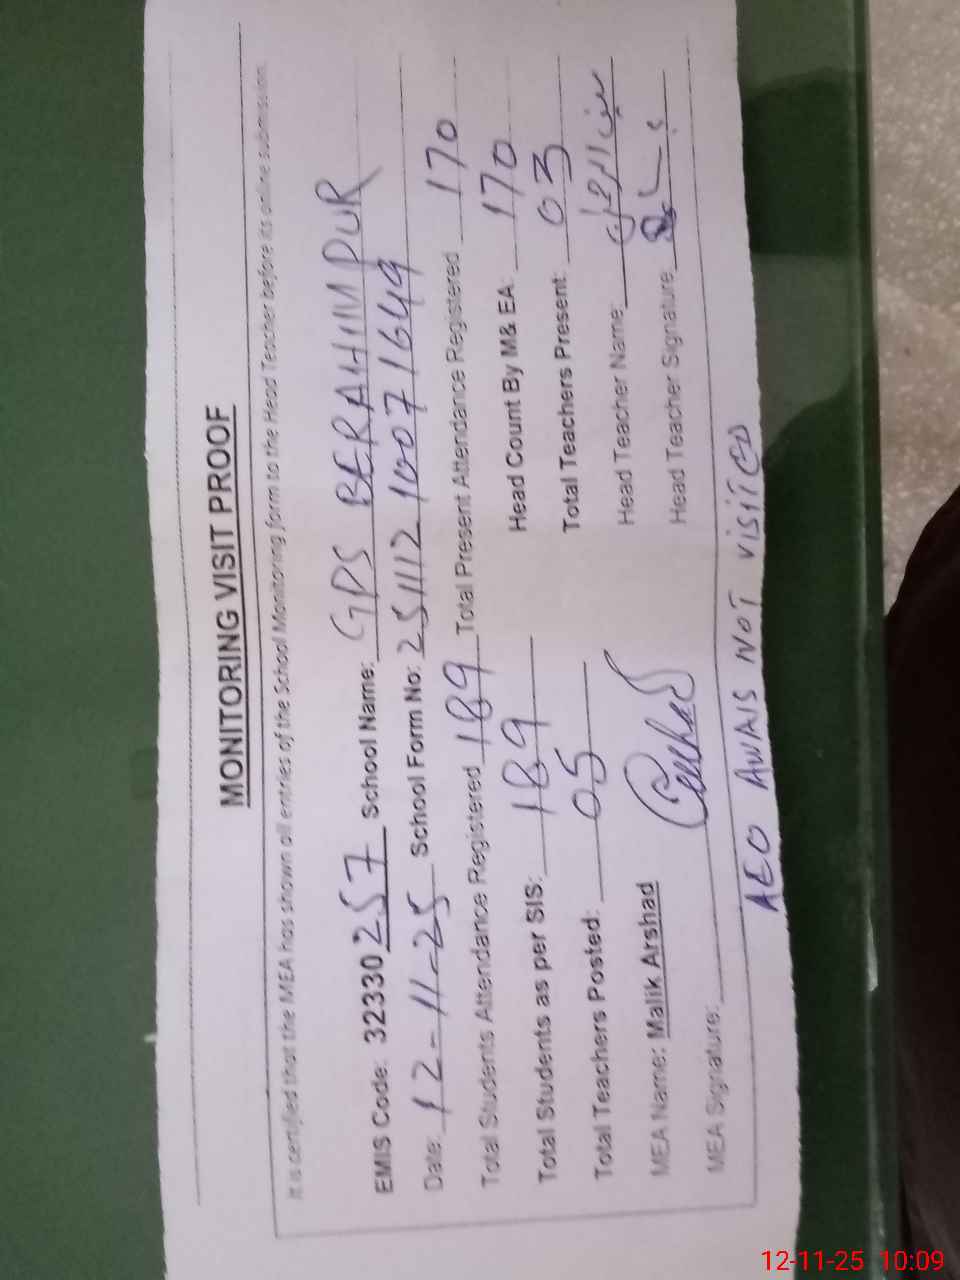 MONITORING VISIT PROOF
It is certified that the MEA has shown all entries of the School Monitoring form to the Head Teacher before its online submission.
EMIS Code: 32330257 School Name: GPS BERAHIMPUR
Date: 12-11-25 School Form No: 25111210071649
Total Students Attendance Registered 189 Total Present Attendance Registered 170
Total Students as per SIS: 189 Head Count By M& EA: 170
Total Teachers Posted: 05 Total Teachers Present: 03
MEA Name: Malik Arshad Head Teacher Name:
MEA Signature: Head Teacher Signature:
AEO AWAIS NOT VISITED
12-11-25 10:09